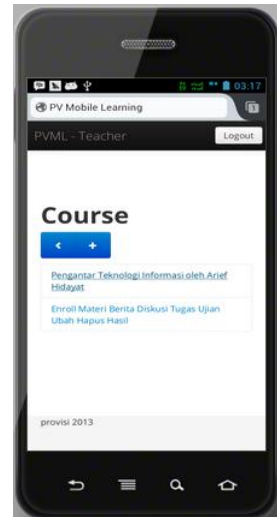 03:17
PV Mobile Learning
PVML - Teacher
Logout
Course
Pengantar Teknologi Informasi oleh Arief
Hidayat
Enroll Materi Berita Diskusi Tugas Ujian
Ubah Hapus Hasil
provisi 2013